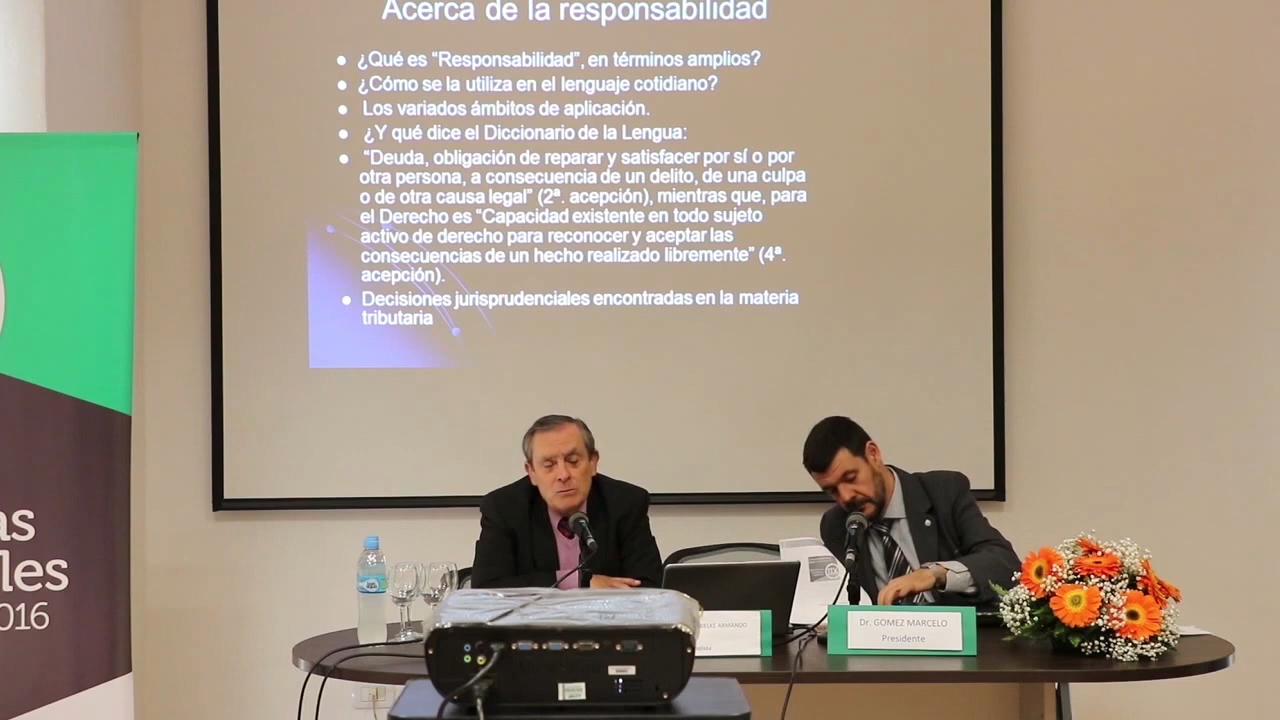 Acerca de la responsabilidad
● ¿Qué es “Responsabilidad”, en términos amplios?
● ¿Cómo se la utiliza en el lenguaje cotidiano?
● Los variados ámbitos de aplicación.
● ¿Y qué dice el Diccionario de la Lengua:
● “Deuda, obligación de reparar y satisfacer por sí o por
otra persona, a consecuencia de un delito, de una culpa
o de otra causa legal” (2ª. acepción), mientras que, para
el Derecho es “Capacidad existente en todo sujeto
activo de derecho para reconocer y aceptar las
consecuencias de un hecho realizado libremente” (4ª.
acepción).
● Decisiones jurisprudenciales encontradas en la materia
tributaria
as
les
2016
ARMANDO
Dr. GOMEZ MARCELO
Presidente